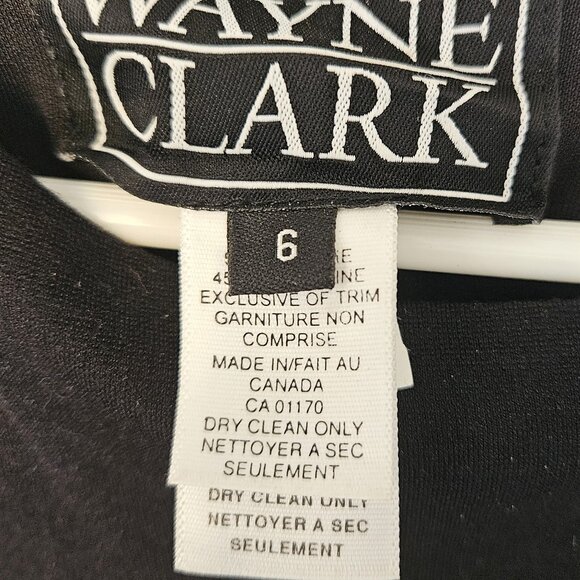 WAYNE
CLARK
6
EXCLUSIVE OF TRIM
GARNITURE NON
COMPRISE
MADE IN/FAIT AU
CANADA
CA 01170
DRY CLEAN ONLY
NETTOYER A SEC
SEULEMENT
DRY CLEAN ONLY
NETTOYER A SEC
SEULEMENT